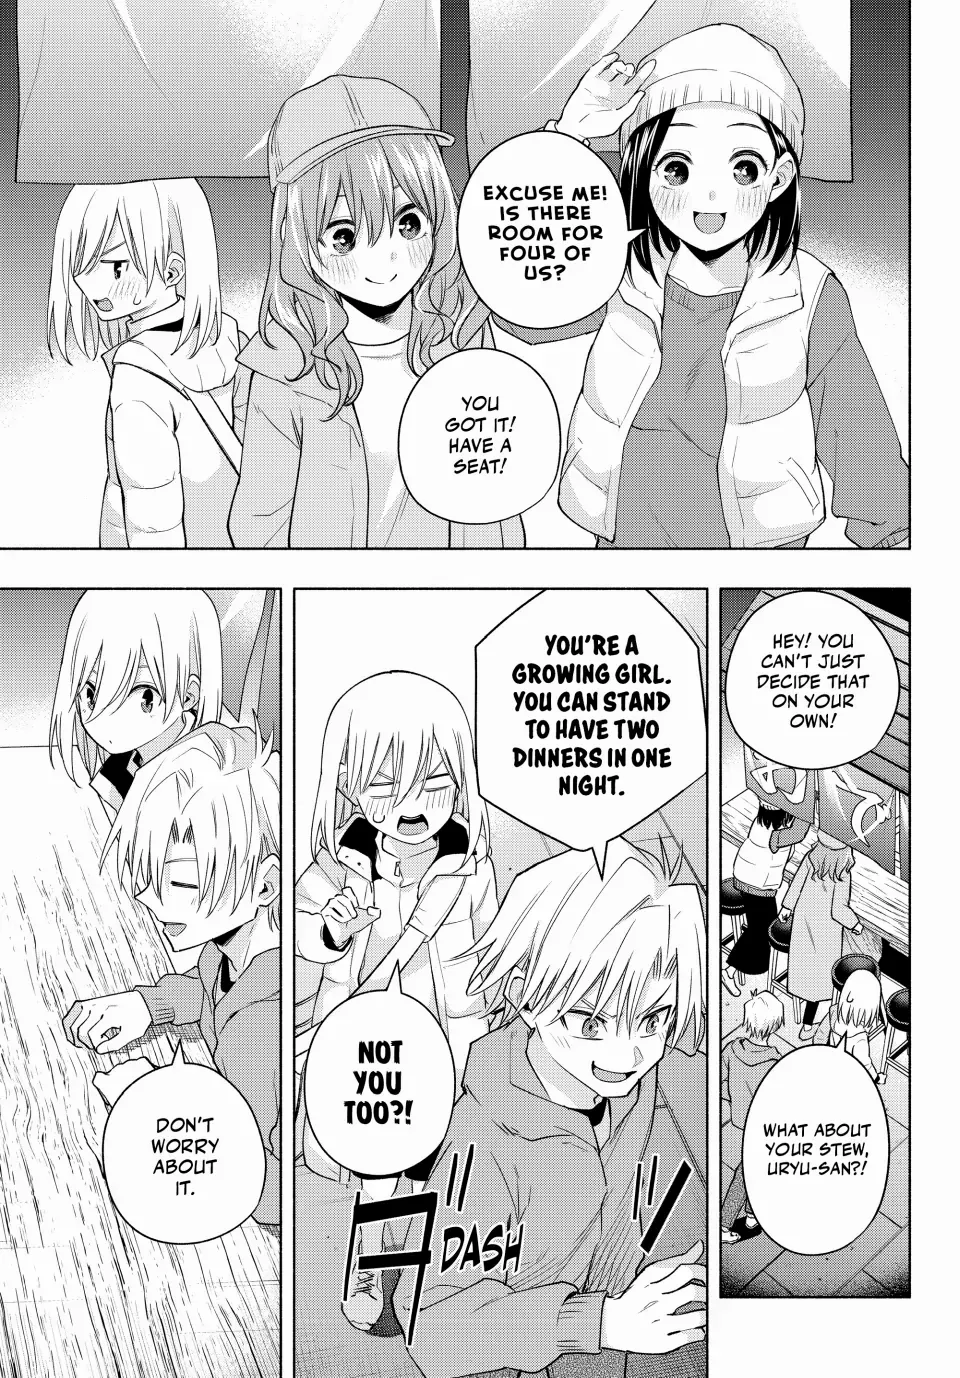 EXCUSE ME!
IS THERE
ROOM FOR
FOUR OF
US?
YOU
GOT IT!
HAVE A
SEAT!
HEY! YOU
CAN'T JUST
DECIDE THAT
ON YOUR
OWN!
WHAT ABOUT
YOUR STEW,
URYU-SAN?!
YOU'RE A
GROWING GIRL.
YOU CAN STAND
TO HAVE TWO
DINNERS IN ONE
NIGHT.
NOT
YOU
TOO?!
DASH
DON'T
WORRY
ABOUT
IT.